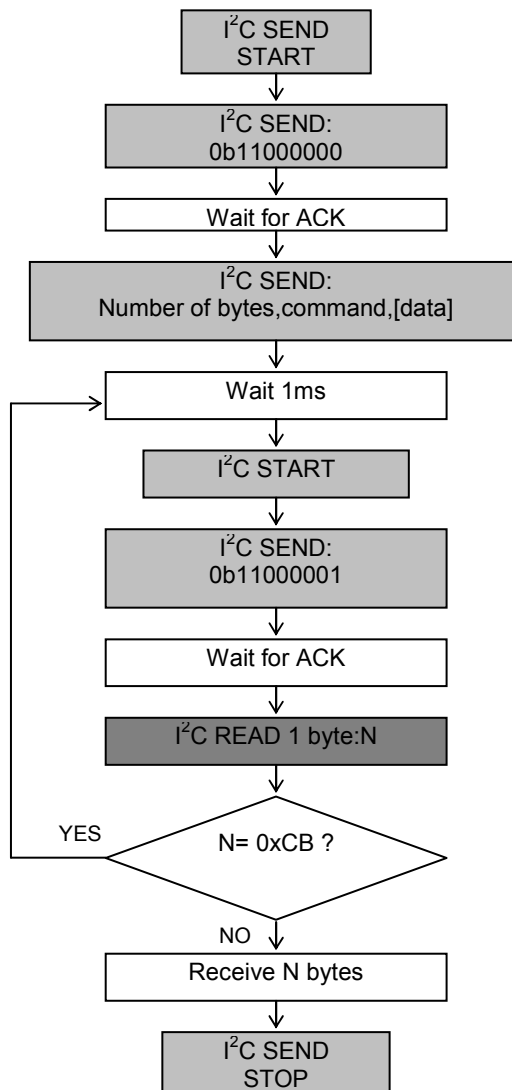 I²C SEND
START
I²C SEND:
0b11000000
Wait for ACK
I²C SEND:
Number of bytes,command,[data]
Wait 1ms
I²C START
I²C SEND:
0b11000001
Wait for ACK
I²C READ 1 byte:N
YES
N= 0xCB ?
NO
Receive N bytes
I²C SEND
STOP